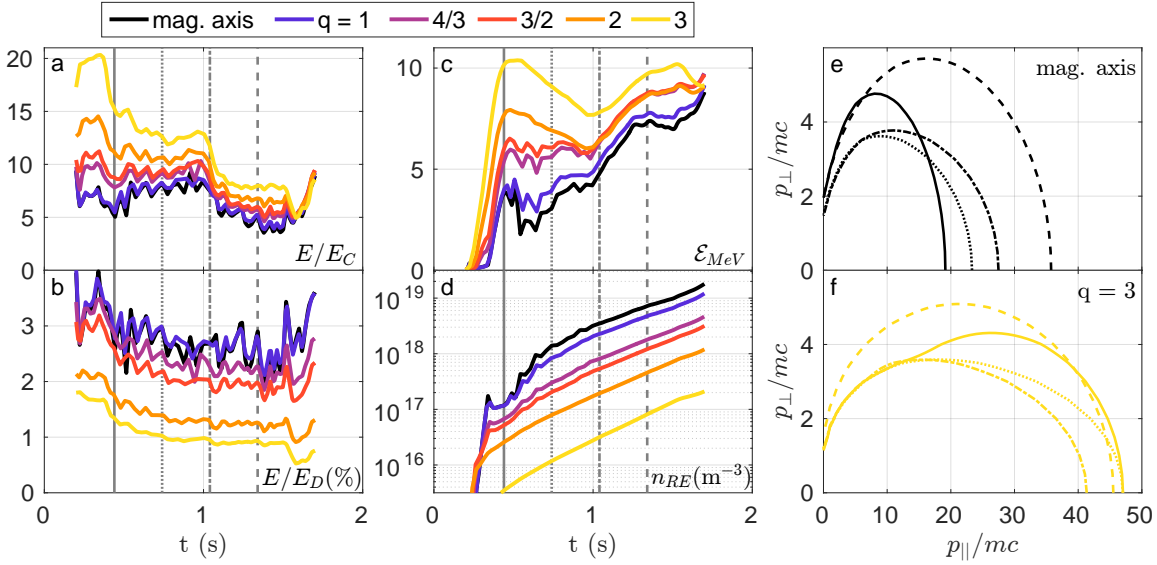 mag. axis q = 1 4/3 3/2 2 3
a
20
15
10
5
0
E/E_C
b
3
2
1
0
E/E_D(%)
0 1 2
t (s)
c
10
5
0
ℰ_MeV
d
10^19
10^18
10^17
10^16
n_RE(m^−3)
0 1 2
t (s)
e
mag. axis
p_⊥/mc
4
2
0
f
q = 3
p_⊥/mc
4
2
0
0 10 20 30 40 50
p_||/mc